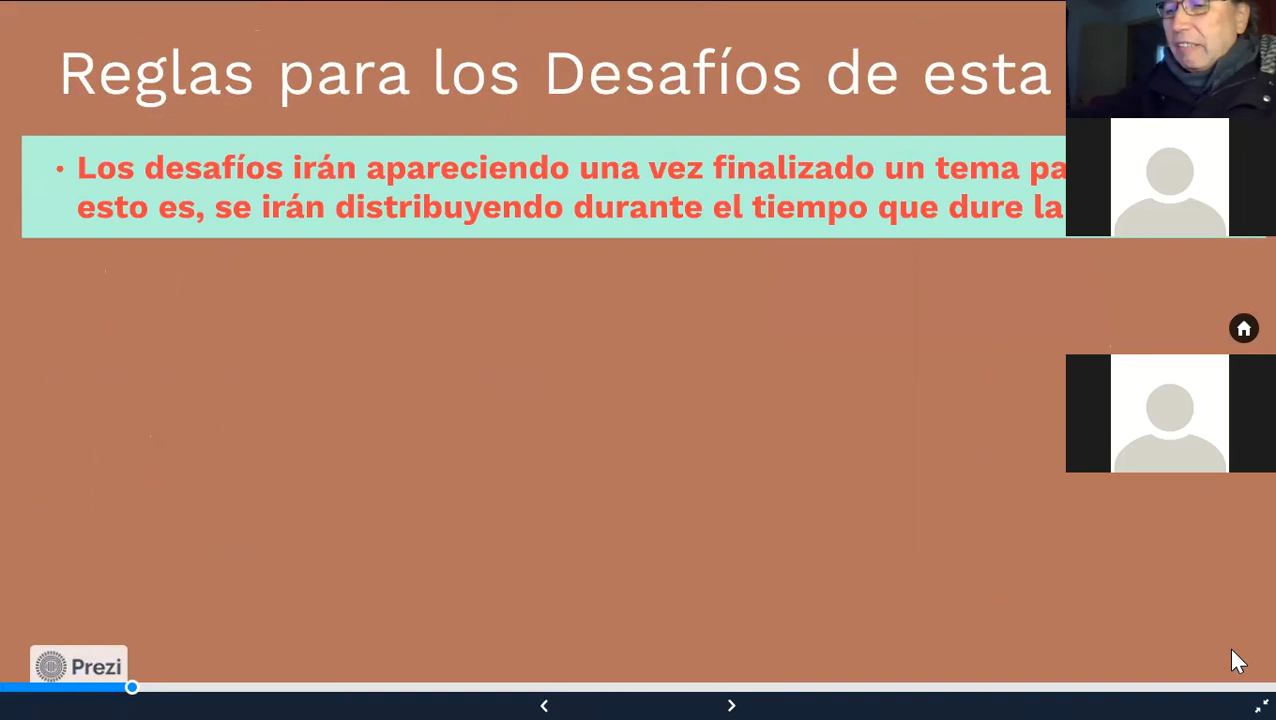 Reglas para los Desafíos de esta
• Los desafíos irán apareciendo una vez finalizado un tema
esto es, se irán distribuyendo durante el tiempo que dure la
Prezi